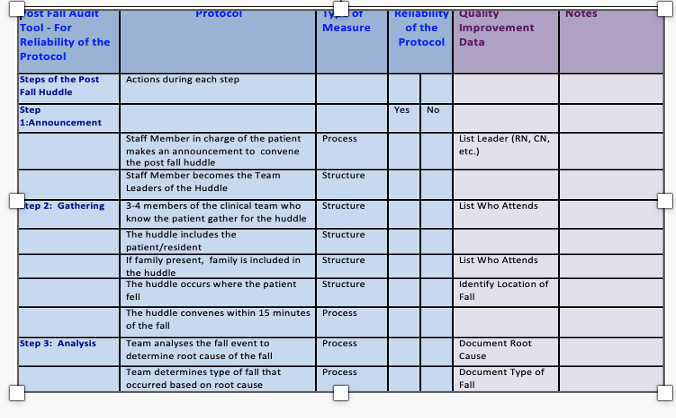 Post Fall Audit
Tool - For
Reliability of the
Protocol
Protocol
Type of
Measure
Reliability
of the
Protocol
Quality
Improvement
Data
Notes
Steps of the Post
Fall Huddle
Actions during each step
Step
1:Announcement
Yes
No
Staff Member in charge of the patient
makes an announcement to convene
the post fall huddle
Process
List Leader (RN, CN,
etc.)
Staff Member becomes the Team
Leaders of the Huddle
Structure
Step 2: Gathering
3-4 members of the clinical team who
know the patient gather for the huddle
Structure
List Who Attends
The huddle includes the
patient/resident
Structure
If family present, family is included in
the huddle
Structure
List Who Attends
The huddle occurs where the patient
fell
Structure
Identify Location of
Fall
The huddle convenes within 15 minutes
of the fall
Process
Step 3: Analysis
Team analyses the fall event to
determine root cause of the fall
Process
Document Root
Cause
Team determines type of fall that
occurred based on root cause
Process
Document Type of
Fall